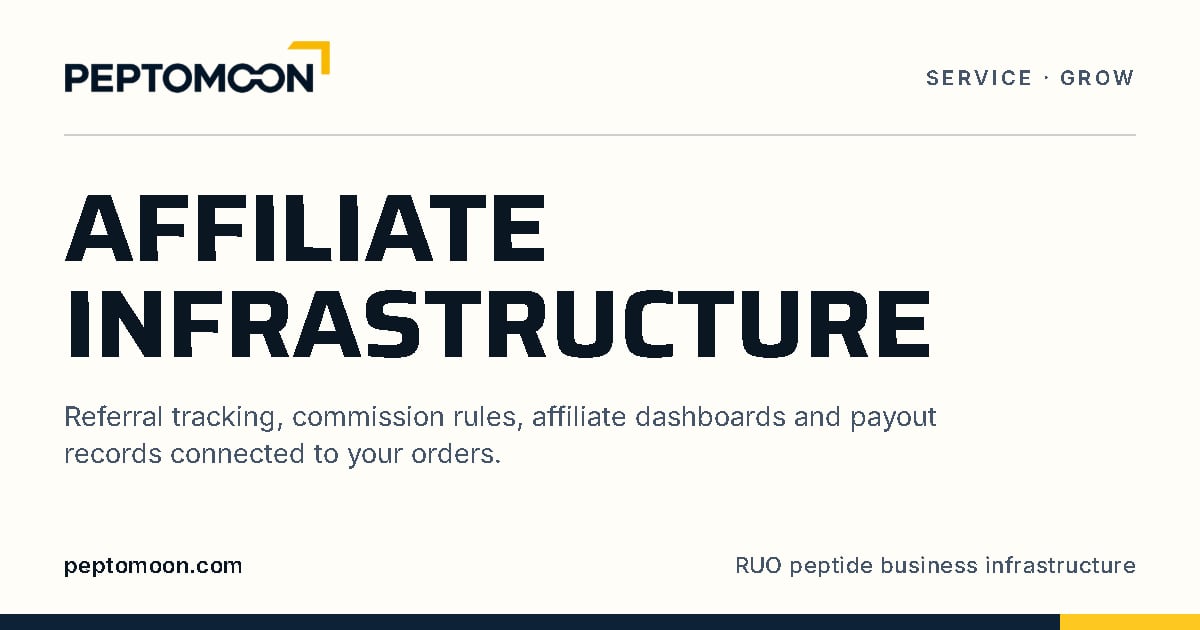 PEPTOMOON
SERVICE · GROW
AFFILIATE
INFRASTRUCTURE
Referral tracking, commission rules, affiliate dashboards and payout
records connected to your orders.
peptomoon.com
RUO peptide business infrastructure